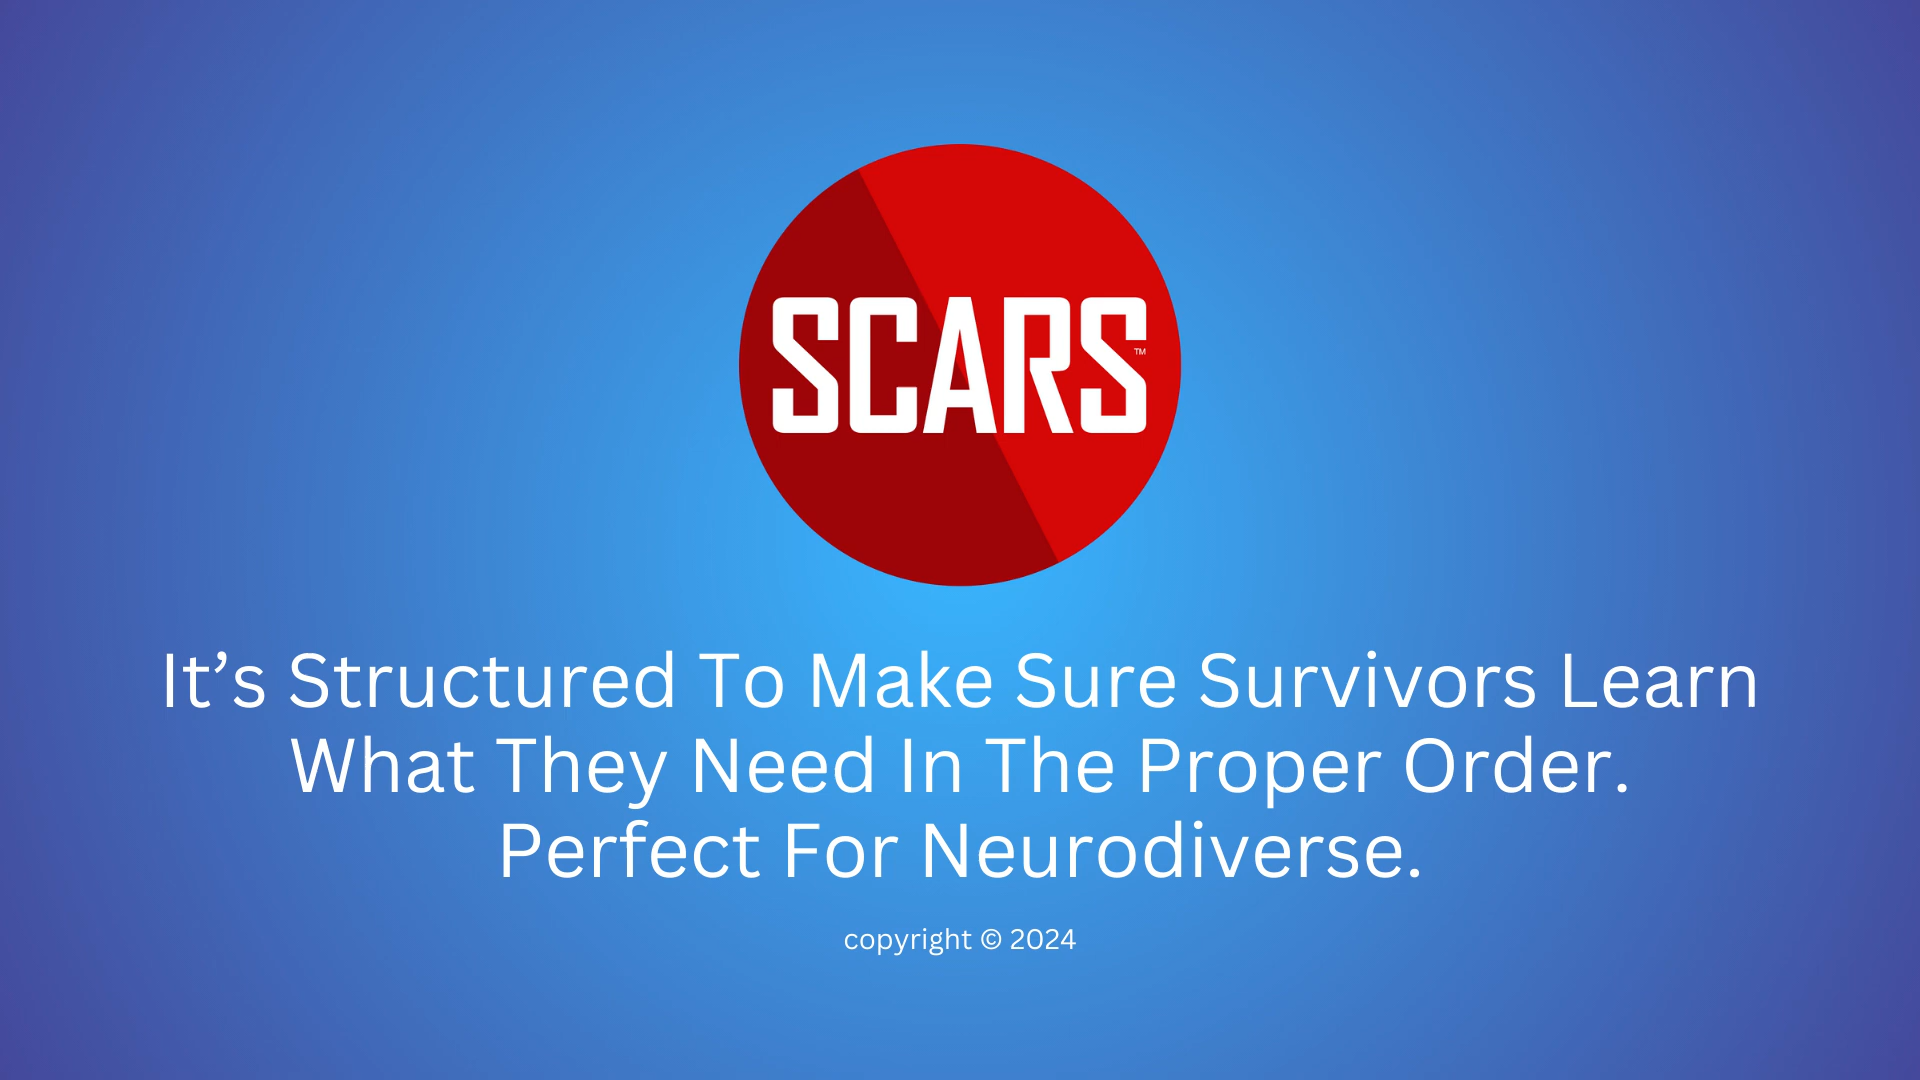 SCARS™
It’s Structured To Make Sure Survivors Learn
What They Need In The Proper Order.
Perfect For Neurodiverse.
copyright © 2024